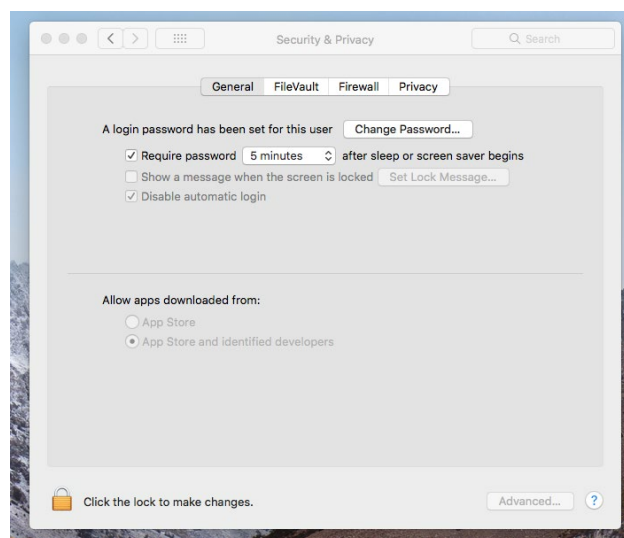 Security & Privacy Search
General FileVault Firewall Privacy
A login password has been set for this user Change Password...
Require password 5 minutes after sleep or screen saver begins
Show a message when the screen is locked Set Lock Message...
Disable automatic login
Allow apps downloaded from:
App Store
App Store and identified developers
Click the lock to make changes. Advanced... ?